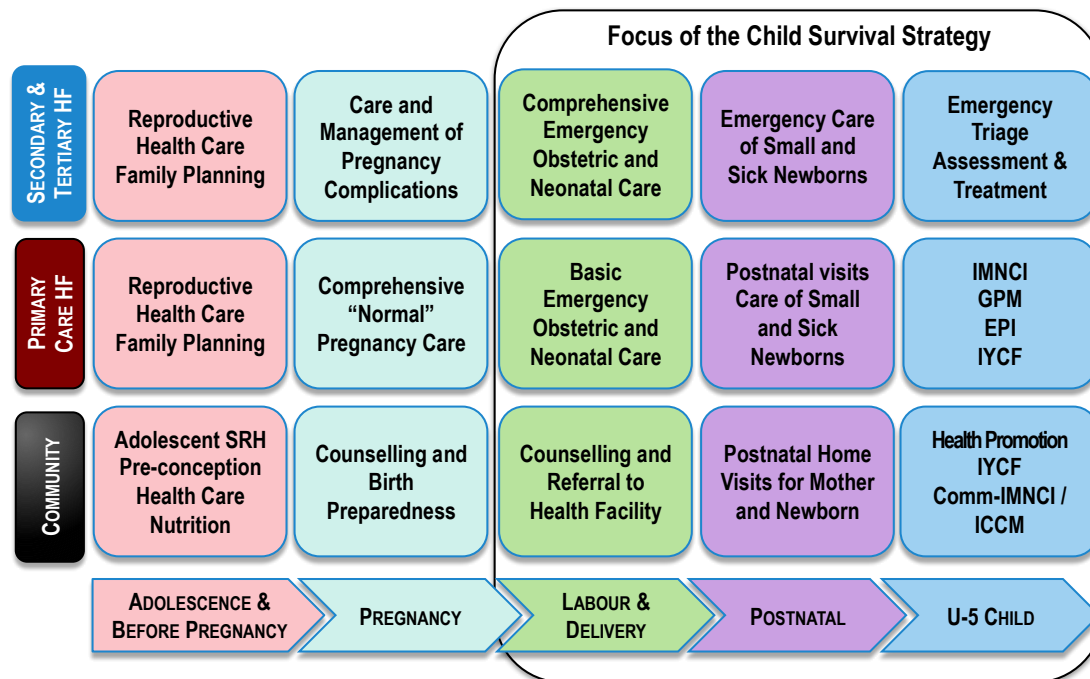 Focus of the Child Survival Strategy
SECONDARY &
TERTIARY HF
Reproductive
Health Care
Family Planning
Care and
Management of
Pregnancy
Complications
Comprehensive
Emergency
Obstetric and
Neonatal Care
Emergency Care
of Small and
Sick Newborns
Emergency
Triage
Assessment &
Treatment
PRIMARY
CARE HF
Reproductive
Health Care
Family Planning
Comprehensive
“Normal”
Pregnancy Care
Basic
Emergency
Obstetric and
Neonatal Care
Postnatal visits
Care of Small
and Sick
Newborns
IMNCI
GPM
EPI
IYCF
COMMUNITY
Adolescent SRH
Pre-conception
Health Care
Nutrition
Counselling and
Birth
Preparedness
Counselling and
Referral to
Health Facility
Postnatal Home
Visits for Mother
and Newborn
Health Promotion
IYCF
Comm-IMNCI /
ICCM
ADOLESCENCE &
BEFORE PREGNANCY
PREGNANCY
LABOUR &
DELIVERY
POSTNATAL
U-5 CHILD